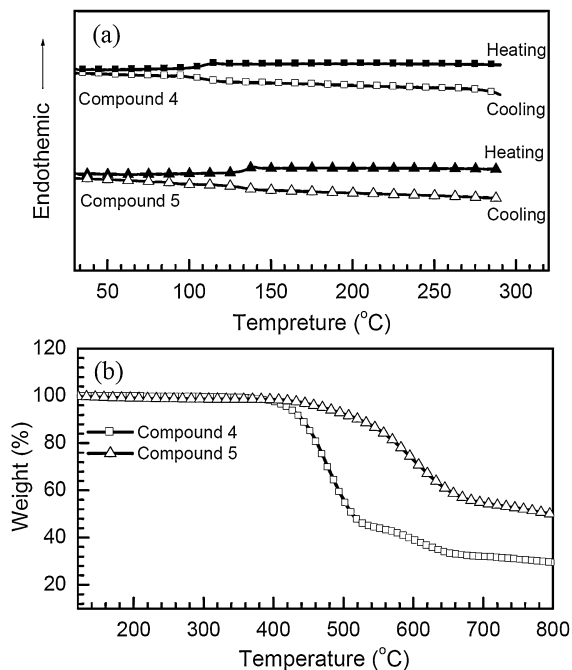 (a)
Endothemic
Heating
Compound 4
Cooling
Heating
Compound 5
Cooling
50 100 150 200 250 300
Tempreture (°C)
120
(b)
100
80
60
40
20
Compound 4
Compound 5
Weight (%)
200 300 400 500 600 700 800
Temperature (°C)